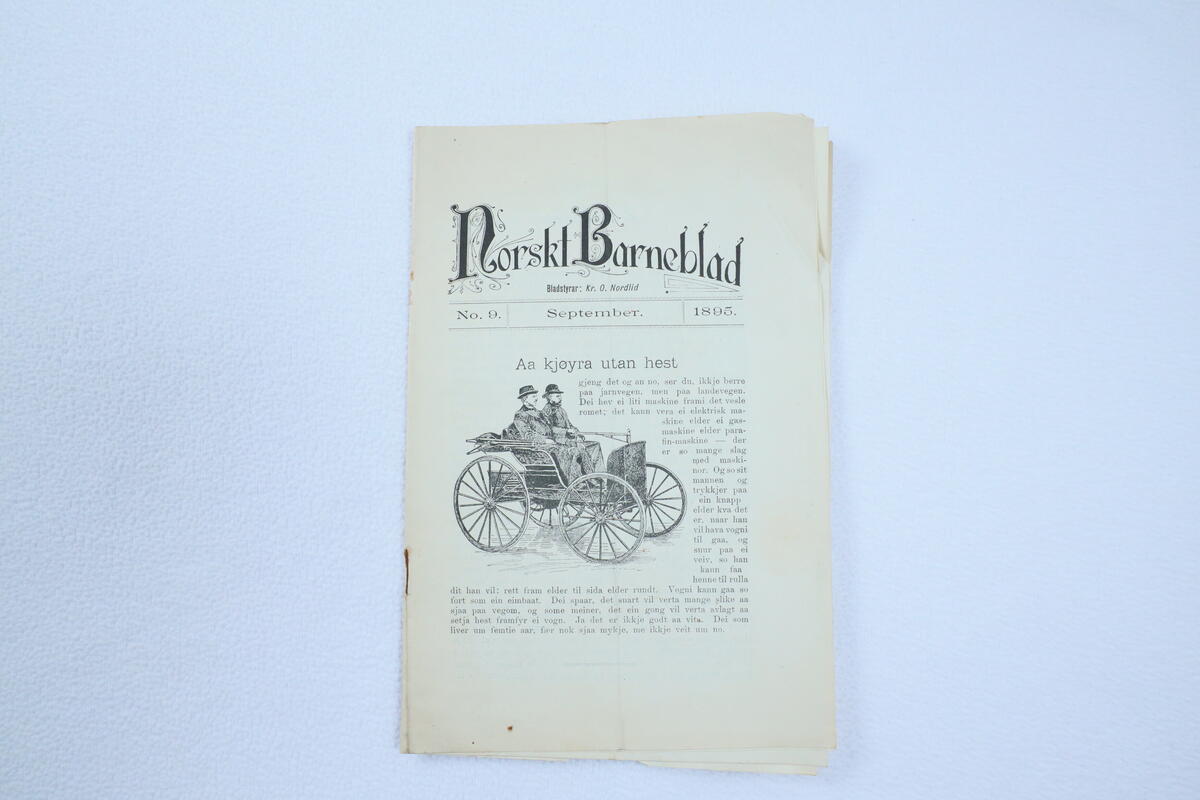 Norskt Barneblad
Bladstyrar: Kr. O. Nordlid
No. 9. September. 1895.
Aa kjøyra utan hest
gjeng det og an no, ser du, ikkje berre
paa jarnvegen, men paa landevegen.
Dei hev ei liti maskine frami det vesle
romet; det kann vera ei elektrisk ma-
skine elder ei gas-
maskine elder para-
fin-maskine — der
er so mange slag
med maski-
nor. Og so sit
mannen og
trykkjer paa
ein knapp
elder kva det
er, naar han
vil hava vogni
til gaa, og
snur paa ei
veiv, so han
kann faa
henne til rulla
dit han vil: rett fram elder til sida elder rundt. Vogni kann gaa so
fort som ein eimbaat. Dei spaar, det snart vil verta mange slike aa
sjaa paa vegom, og some meiner, det ein gong vil verta avlagt aa
setja hest framfyr ei vogn. Ja det er ikkje godt aa vita. Dei som
liver um femtie aar, fær nok sjaa mykje, me ikkje veit um no.